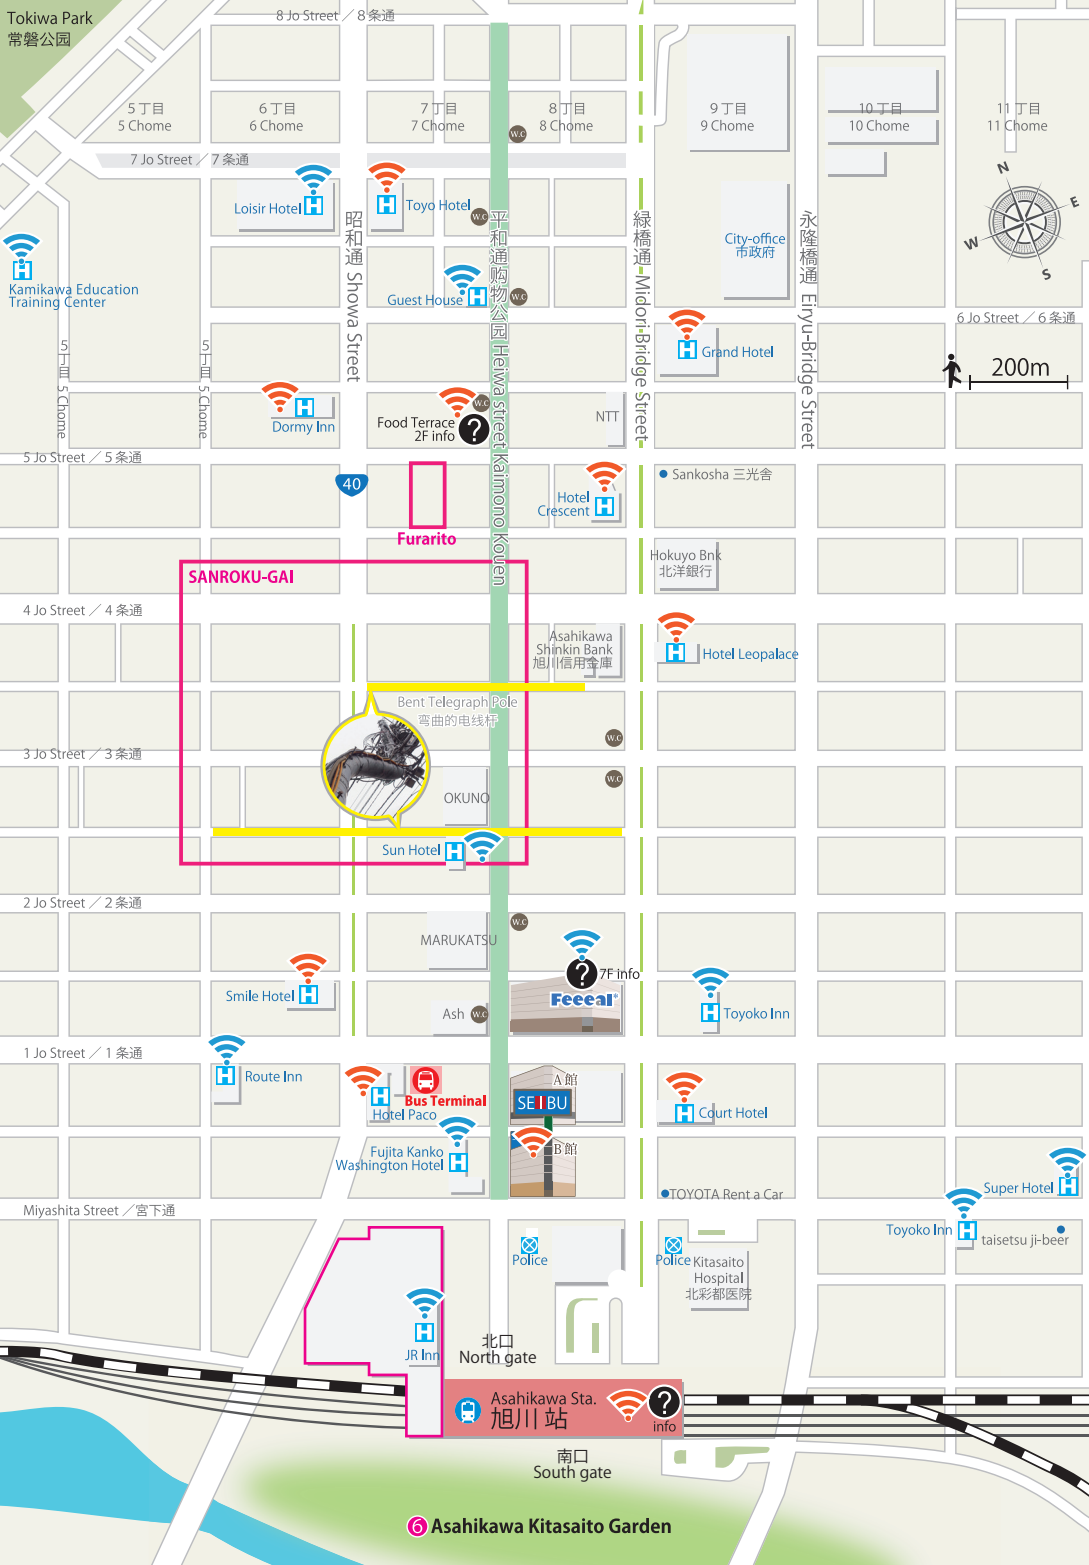 Tokiwa Park
常磐公园
8 Jo Street ／ 8 条通
5 丁目
5 Chome
6 丁目
6 Chome
7 丁目
7 Chome
8 丁目
8 Chome
9 丁目
9 Chome
10 丁目
10 Chome
11 丁目
11 Chome
W.C
7 Jo Street ／ 7 条通
N
E
W
S
Loisir Hotel
H
H
Toyo Hotel
W.C
昭和通 Showa Street
平和通购物公园 Heiwa street Kaimono Kouen
緑橋通 Midori Bridge Street
永隆橋通 Eiryu-Bridge Street
City-office
市政府
H
Kamikawa Education
Training Center
Guest House
H
W.C
6 Jo Street ／ 6 条通
5 丁目 5 Chome
5 丁目 5 Chome
H
Grand Hotel
200m
H
Dormy Inn
W.C
Food Terrace
2F info
?
NTT
5 Jo Street ／ 5 条通
40
Furarito
Hotel
Crescent
H
Sankosha 三光舎
Hokuyo Bnk
北洋銀行
SANROKU-GAI
4 Jo Street ／ 4 条通
Asahikawa
Shinkin Bank
旭川信用金庫
H
Hotel Leopalace
Bent Telegraph Pole
弯曲的电线杆
W.C
3 Jo Street ／ 3 条通
W.C
OKUNO
Sun Hotel
H
2 Jo Street ／ 2 条通
W.C
MARUKATSU
?
7F info
Feeeal
Smile Hotel
H
Ash
W.C
H
Toyoko Inn
1 Jo Street ／ 1 条通
H
Route Inn
H
Hotel Paco
Bus Terminal
A館
SEIBU
H
Court Hotel
Fujita Kanko
Washington Hotel
H
B館
TOYOTA Rent a Car
Super Hotel
H
Miyashita Street ／宮下通
Toyoko Inn
H
taisetsu ji-beer
Police
Police
Kitasaito
Hospital
北彩都医院
H
JR Inn
北口
North gate
Asahikawa Sta.
旭川 站
?
info
南口
South gate
6 Asahikawa Kitasaito Garden